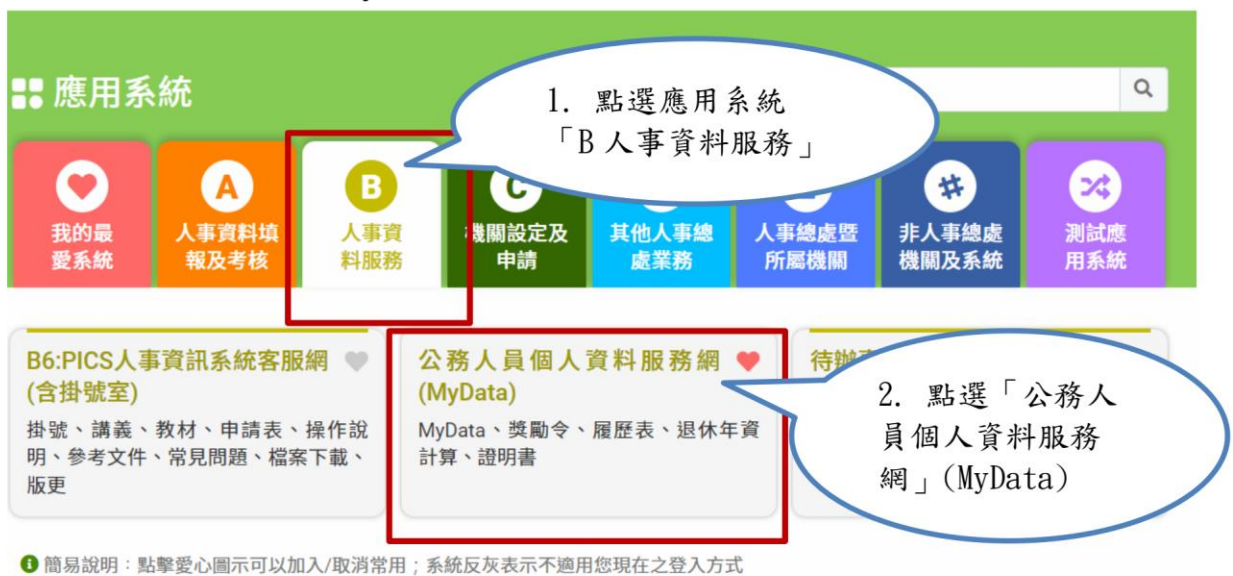 應用系統
1. 點選應用系統
「B人事資料服務」
我的最
愛系統
A
人事資料填
報及考核
B
人事資
料服務
C
機關設定及
申請
其他人事總
處業務
人事總處暨
所屬機關
#
非人事總處
機關及系統
測試應
用系統
B6:PICS人事資訊系統客服網
(含掛號室)
掛號、講義、教材、申請表、操作說
明、參考文件、常見問題、檔案下載、
版更
公務人員個人資料服務網
(MyData)
MyData、獎勵令、履歷表、退休年資
計算、證明書
待辦
2. 點選「公務人
員個人資料服務
網」(MyData)
簡易說明：點擊愛心圖示可以加入/取消常用；系統反灰表示不適用您現在之登入方式